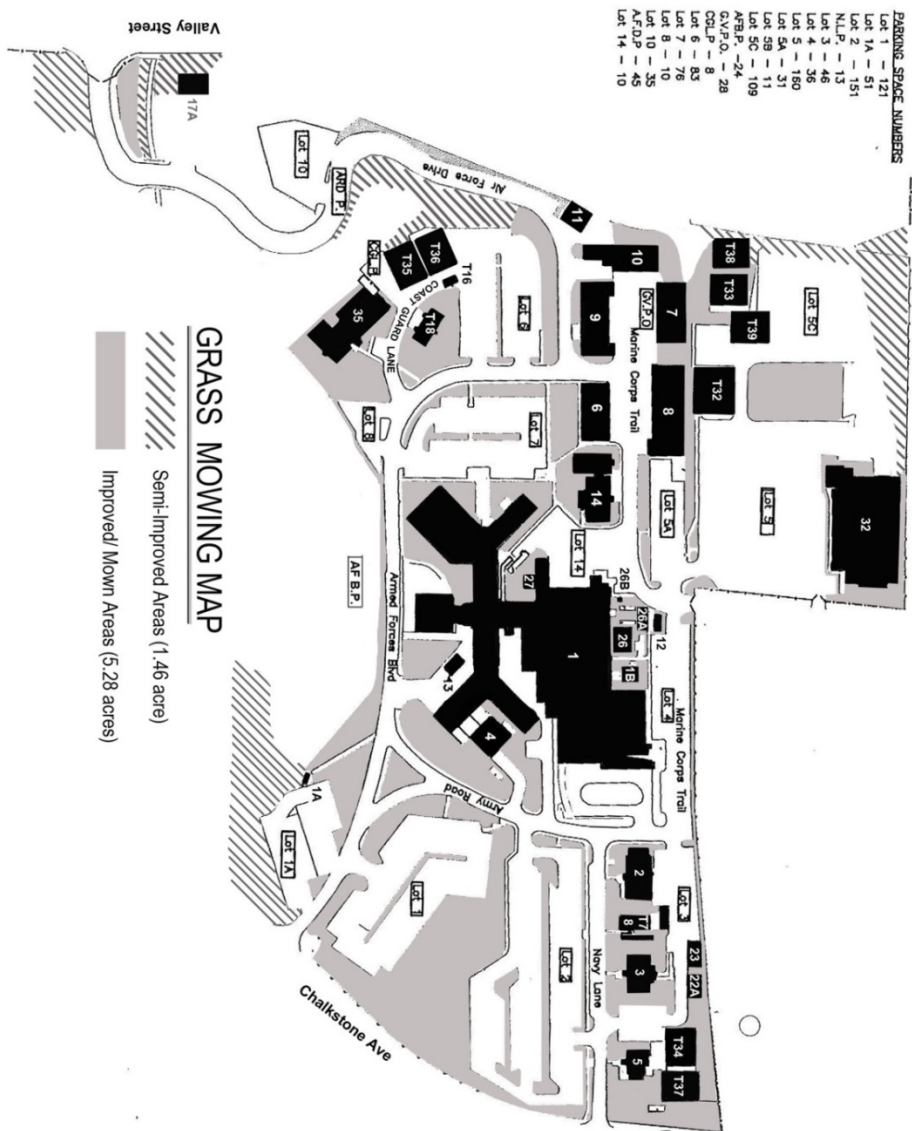 PARKING SPACE NUMBERS
Lot 1 - 121
Lot 1A - 51
Lot 2 - 151
N.L.P. - 13
Lot 3 - 46
Lot 4 - 36
Lot 5 - 160
Lot 5A - 31
Lot 5B - 11
Lot 5C - 109
AFB.P. -24
G.V.P.O. - 28
CGLP - 8
Lot 6 - 83
Lot 7 - 76
Lot 8 - 10
Lot 10 - 35
A.F.D.P - 45
Lot 14 - 10
Valley Street
17A
Lot 10
ARD P.
Air Force Drive
11
T38
T33
T39
Lot 5C
10
G.V.P.O
7
9
Marine Corps Trail
T36
T35
T16
CGL P.
COAST GUARD LANE
35
T18
Lot 6
6
8
T32
Lot 8
Lot 7
14
Lot 5A
Lot 5
32
Lot 14
27
26B
26A
26
12
1B
1
AF B.P.
Armed Forces Blvd
13
4
Lot 4
Marine Corps Trail
Army Road
1A
Lot 1A
Lot 1
Lot 2
Navy Lane
2
Lot 3
T7
8
3
23
22A
T34
T37
5
Chalkstone Ave
GRASS MOWING MAP
Semi-Improved Areas (1.46 acre)
Improved/ Mown Areas (5.28 acres)